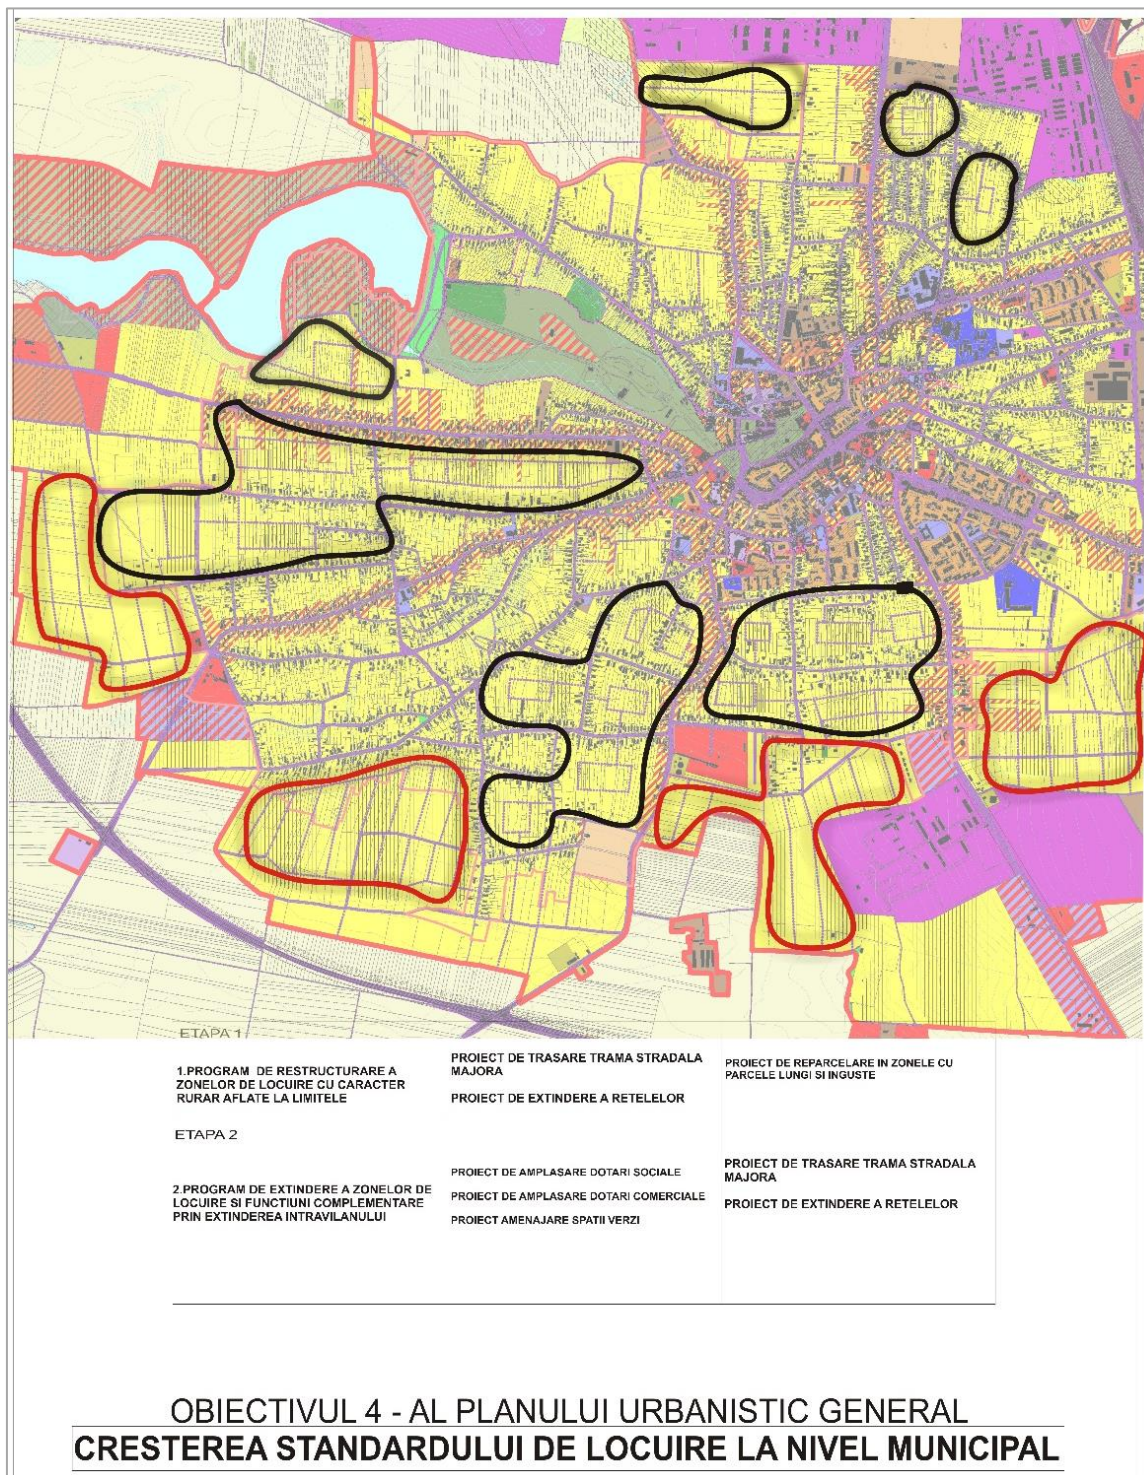 ETAPA 1
1.PROGRAM DE RESTRUCTURARE A
ZONELOR DE LOCUIRE CU CARACTER
RURAR AFLATE LA LIMITELE
PROIECT DE TRASARE TRAMA STRADALA
MAJORA
PROIECT DE EXTINDERE A RETELELOR
PROIECT DE REPARCELARE IN ZONELE CU
PARCELE LUNGI SI INGUSTE
ETAPA 2
2.PROGRAM DE EXTINDERE A ZONELOR DE
LOCUIRE SI FUNCTIUNI COMPLEMENTARE
PRIN EXTINDEREA INTRAVILANULUI
PROIECT DE AMPLASARE DOTARI SOCIALE
PROIECT DE AMPLASARE DOTARI COMERCIALE
PROIECT AMENAJARE SPATII VERZI
PROIECT DE TRASARE TRAMA STRADALA
MAJORA
PROIECT DE EXTINDERE A RETELELOR
OBIECTIVUL 4 - AL PLANULUI URBANISTIC GENERAL
CRESTEREA STANDARDULUI DE LOCUIRE LA NIVEL MUNICIPAL